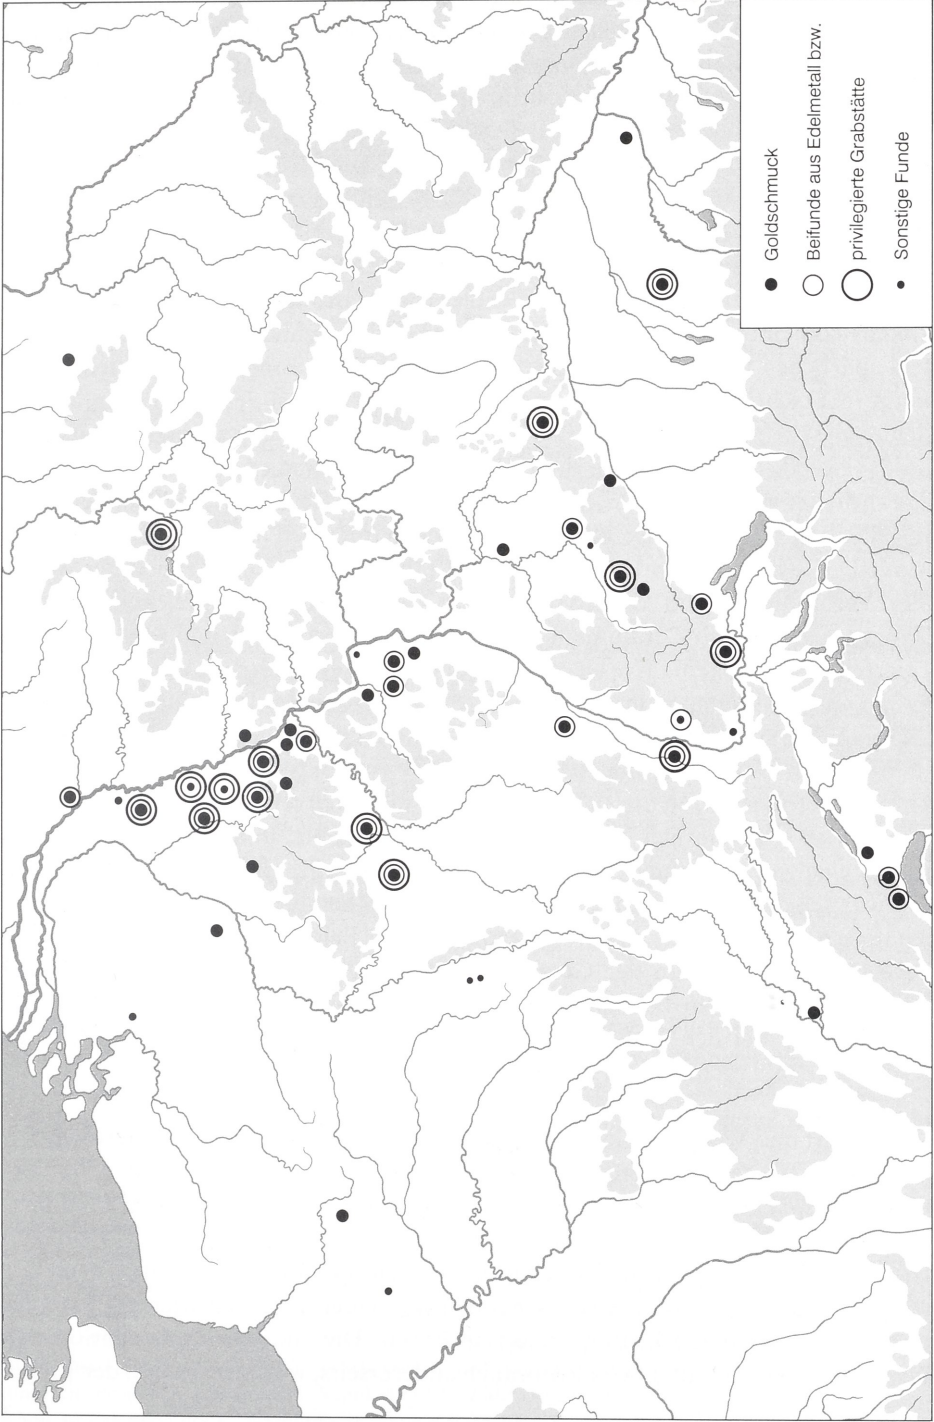 Goldschmuck
Beifunde aus Edelmetall bzw.
privilegierte Grabstätte
Sonstige Funde